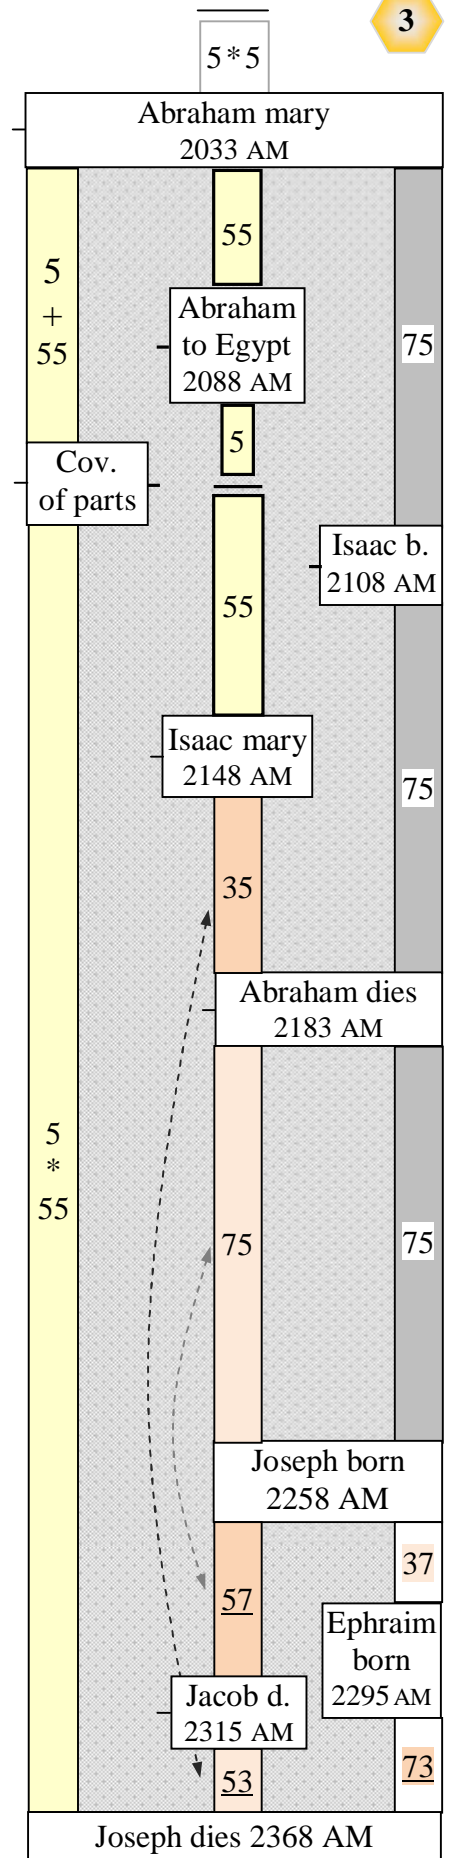 3
5*5
Abraham mary
2033 AM
55
5
+
55
75
Abraham
to Egypt
2088 AM
5
Cov.
of parts
Isaac b.
2108 AM
55
Isaac mary
2148 AM
75
35
Abraham dies
2183 AM
5
*
55
75
75
Joseph born
2258 AM
37
57
Ephraim
born
2295 AM
Jacob d.
2315 AM
73
53
Joseph dies 2368 AM